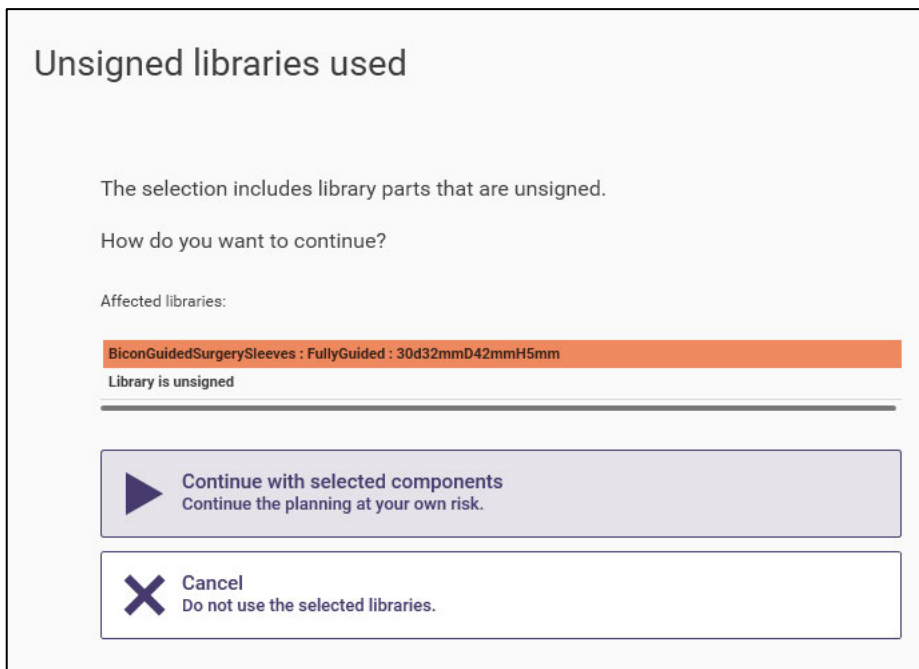 Unsigned libraries used
The selection includes library parts that are unsigned.
How do you want to continue?
Affected libraries:
BiconGuidedSurgerySleeves : FullyGuided : 30d32mmD42mmH5mm
Library is unsigned
Continue with selected components
Continue the planning at your own risk.
Cancel
Do not use the selected libraries.